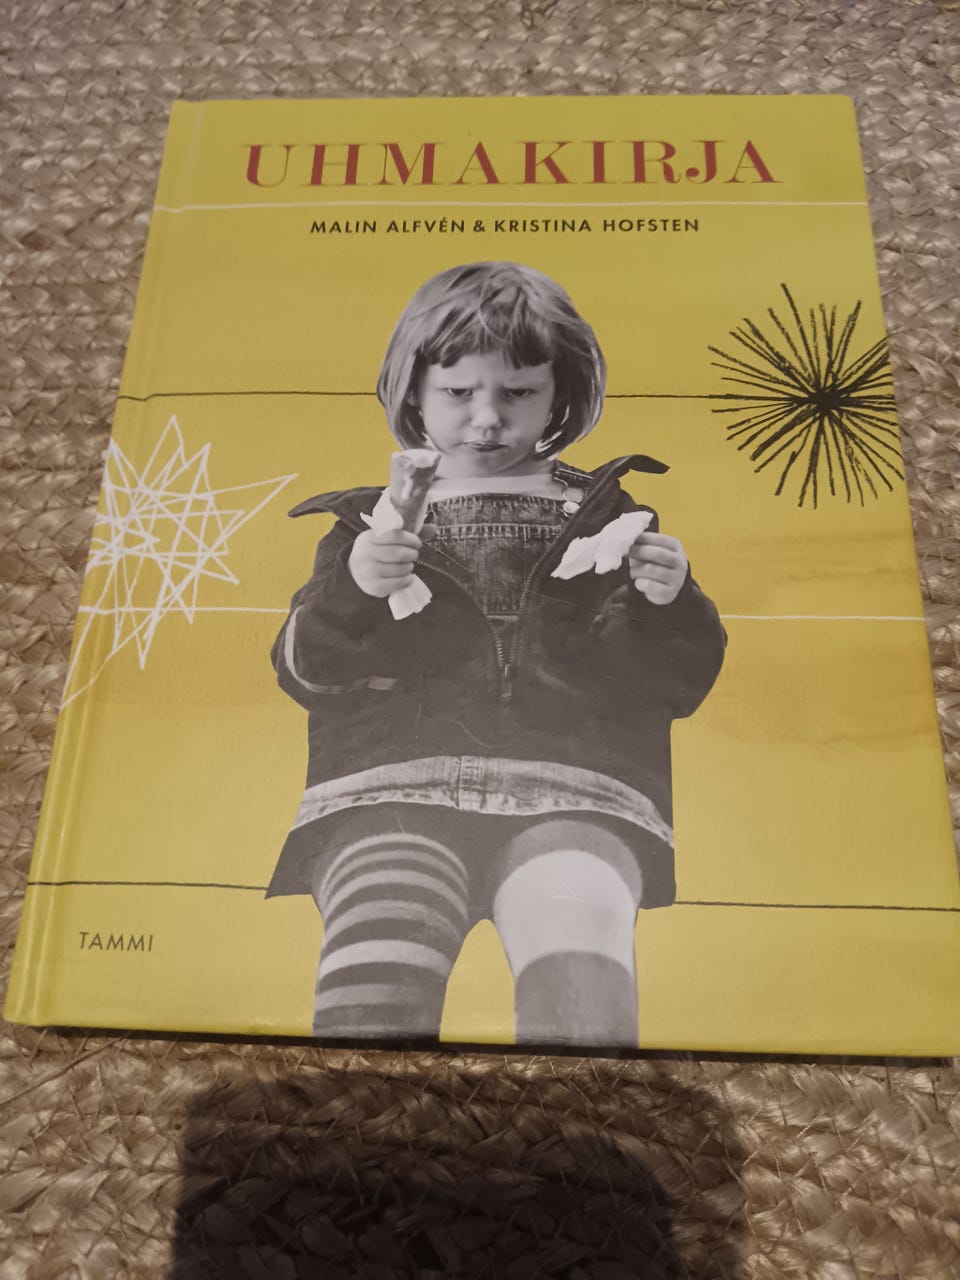 UHMAKIRJA
MALIN ALFVÉN & KRISTINA HOFSTEN
TAMMI